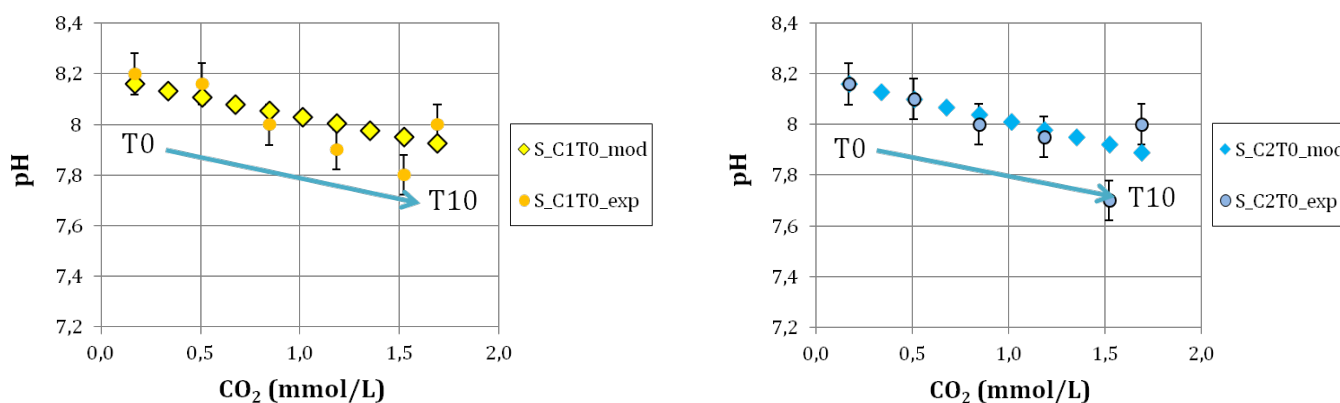 8,4
8,2
8
7,8
7,6
7,4
7,2
pH
T0
T10
0,0 0,5 1,0 1,5 2,0
CO₂ (mmol/L)
S_C1T0_mod
S_C1T0_exp
8,4
8,2
8
7,8
7,6
7,4
7,2
pH
T0
T10
0,0 0,5 1,0 1,5 2,0
CO₂ (mmol/L)
S_C2T0_mod
S_C2T0_exp